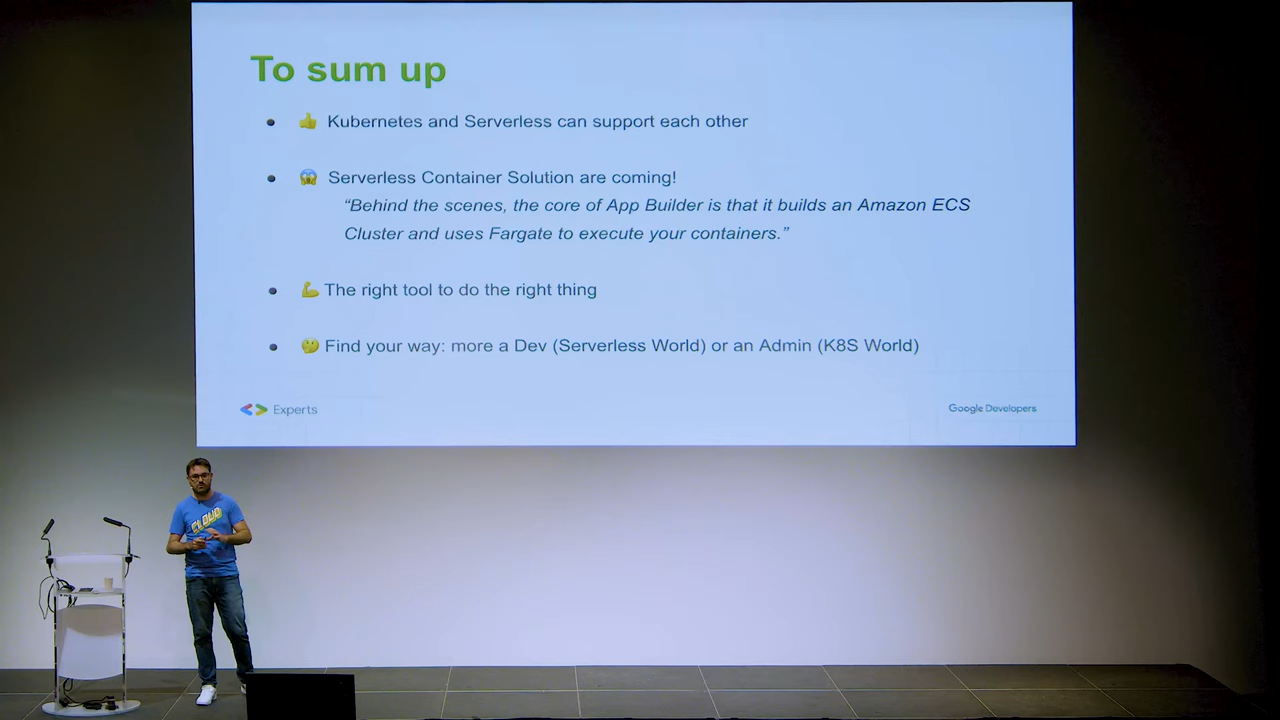 To sum up
Kubernetes and Serverless can support each other
Serverless Container Solution are coming!
“Behind the scenes, the core of App Builder is that it builds an Amazon ECS
Cluster and uses Fargate to execute your containers.”
The right tool to do the right thing
Find your way: more a Dev (Serverless World) or an Admin (K8S World)
Experts
Google Developers
CLOUD